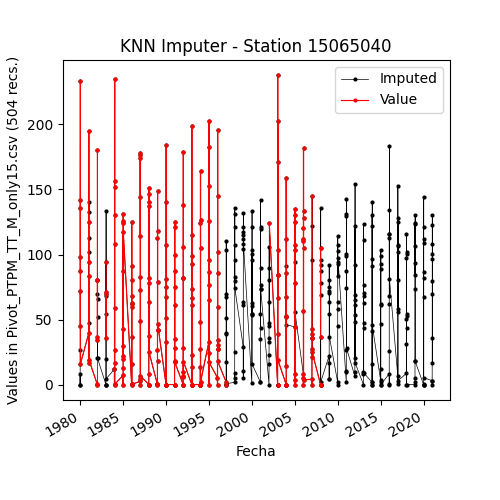 KNN Imputer - Station 15065040
Imputed
Value
Values in Pivot_PTPM_TT_M_only15.csv (504 recs.)
200
150
100
50
0
1980
1985
1990
1995
2000
2005
2010
2015
2020
Fecha